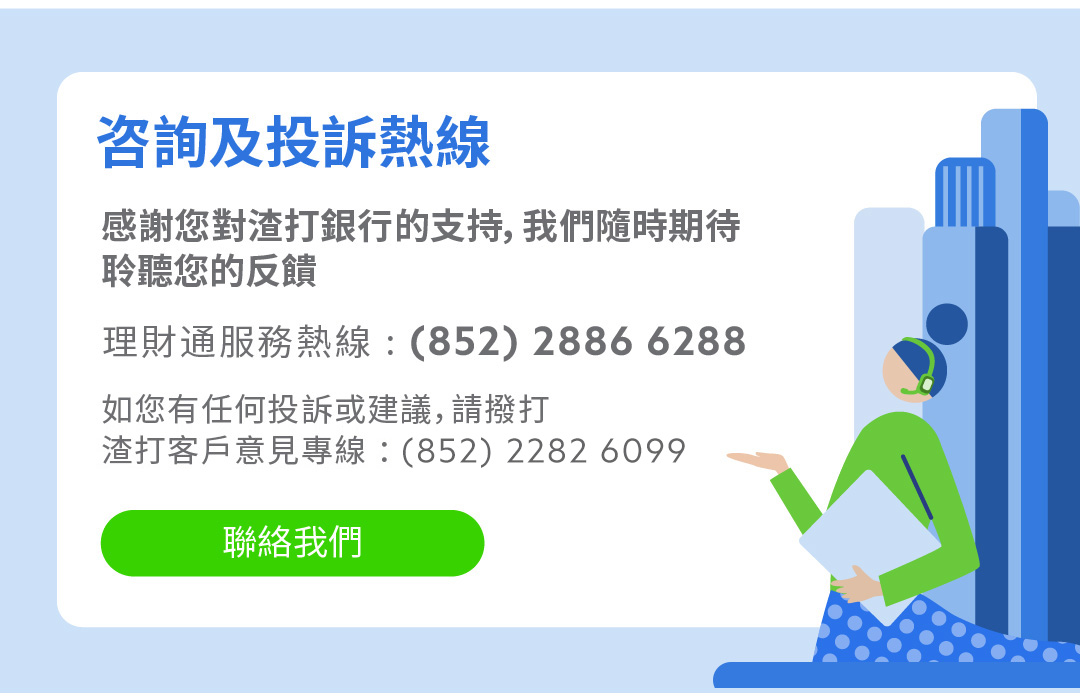 咨詢及投訴熱線
感謝您對渣打銀行的支持，我們隨時期待
聆聽您的反饋
理財通服務熱線：(852) 2886 6288
如您有任何投訴或建議，請撥打
渣打客戶意見專線：(852) 2282 6099
聯絡我們